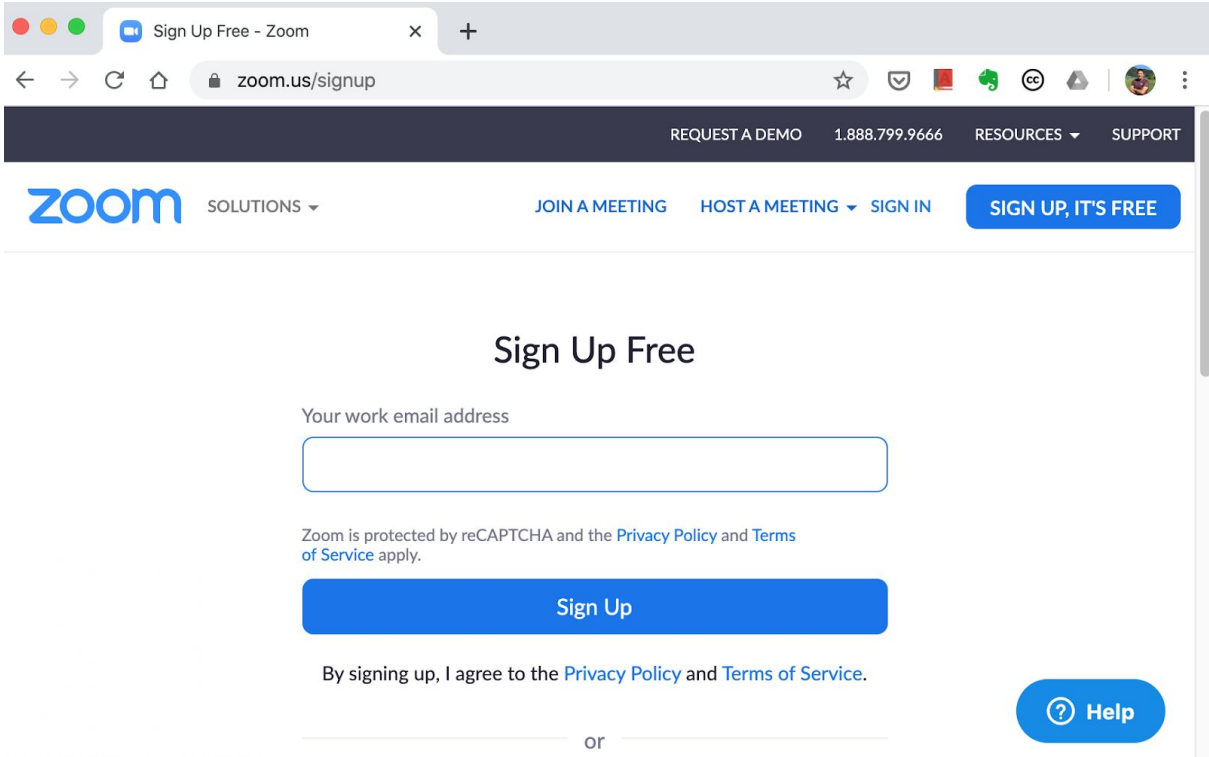 Sign Up Free - Zoom
zoom.us/signup
REQUEST A DEMO 1.888.799.9666 RESOURCES SUPPORT
zoom SOLUTIONS JOIN A MEETING HOST A MEETING SIGN IN SIGN UP, IT'S FREE
Sign Up Free
Your work email address
Zoom is protected by reCAPTCHA and the Privacy Policy and Terms
of Service apply.
Sign Up
By signing up, I agree to the Privacy Policy and Terms of Service.
Help
or